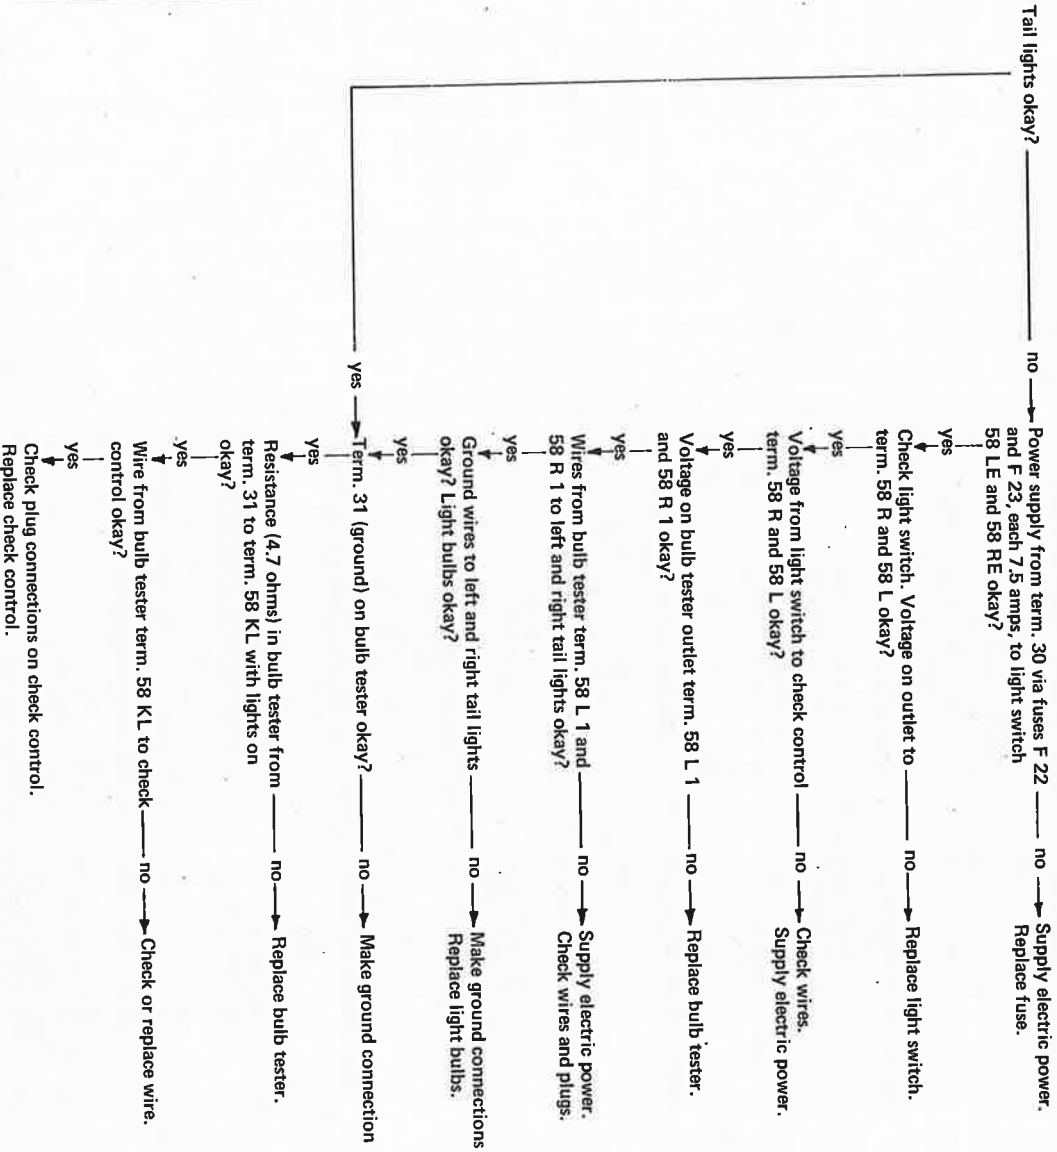 Tail lights okay?
no
Power supply from term. 30 via fuses F 22
and F 23, each 7.5 amps, to light switch
58 LE and 58 RE okay?
no
Supply electric power.
Replace fuse.
yes
Check light switch. Voltage on outlet to
term. 58 R and 58 L okay?
no
Replace light switch.
yes
Voltage from light switch to check control
term. 58 R and 58 L okay?
no
Check wires.
Supply electric power.
yes
Voltage on bulb tester outlet term. 58 L 1
and 58 R 1 okay?
no
Replace bulb tester.
yes
Wires from bulb tester term. 58 L 1 and
58 R 1 to left and right tail lights okay?
no
Supply electric power.
Check wires and plugs.
yes
Ground wires to left and right tail lights
okay? Light bulbs okay?
no
Make ground connections
Replace light bulbs.
yes
yes
Term. 31 (ground) on bulb tester okay?
no
Make ground connection
yes
Resistance (4.7 ohms) in bulb tester from
term. 31 to term. 58 KL with lights on
okay?
no
Replace bulb tester.
yes
Wire from bulb tester term. 58 KL to check
control okay?
no
Check or replace wire.
yes
Check plug connections on check control.
Replace check control.